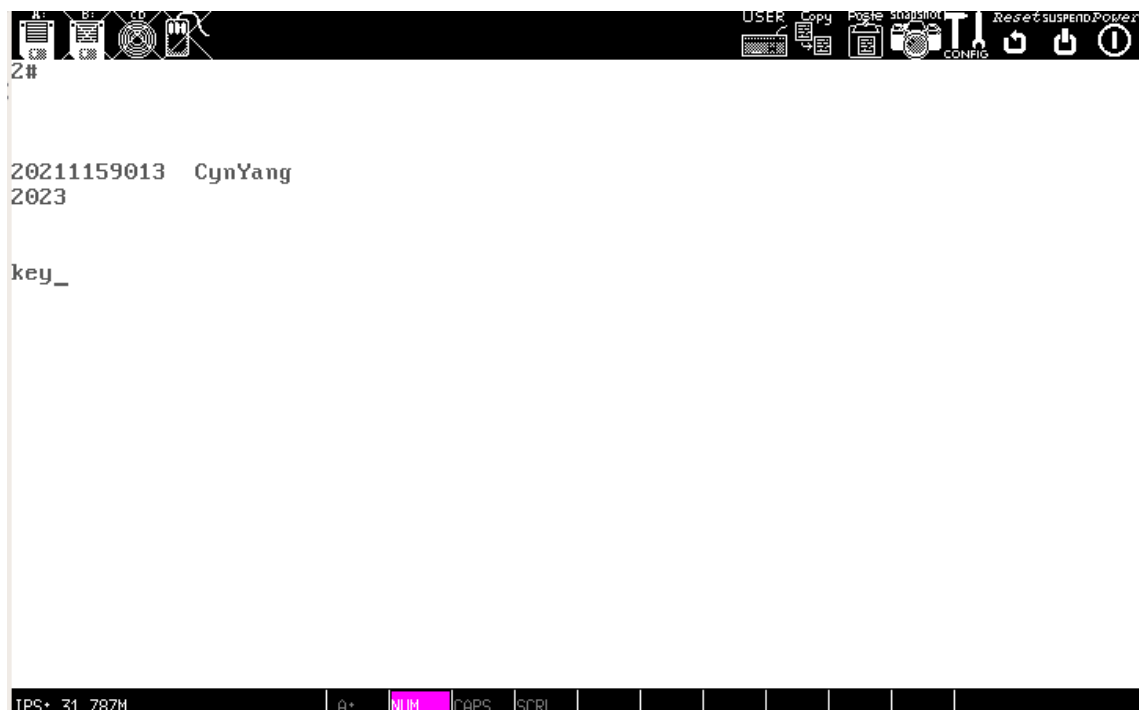 A: B: CD
USER Copy Paste snapshot CONFIG Reset SUSPEND Power
2#
20211159013 CynYang
2023
key_
IPS: 31.787M A: NUM CAPS SCRL